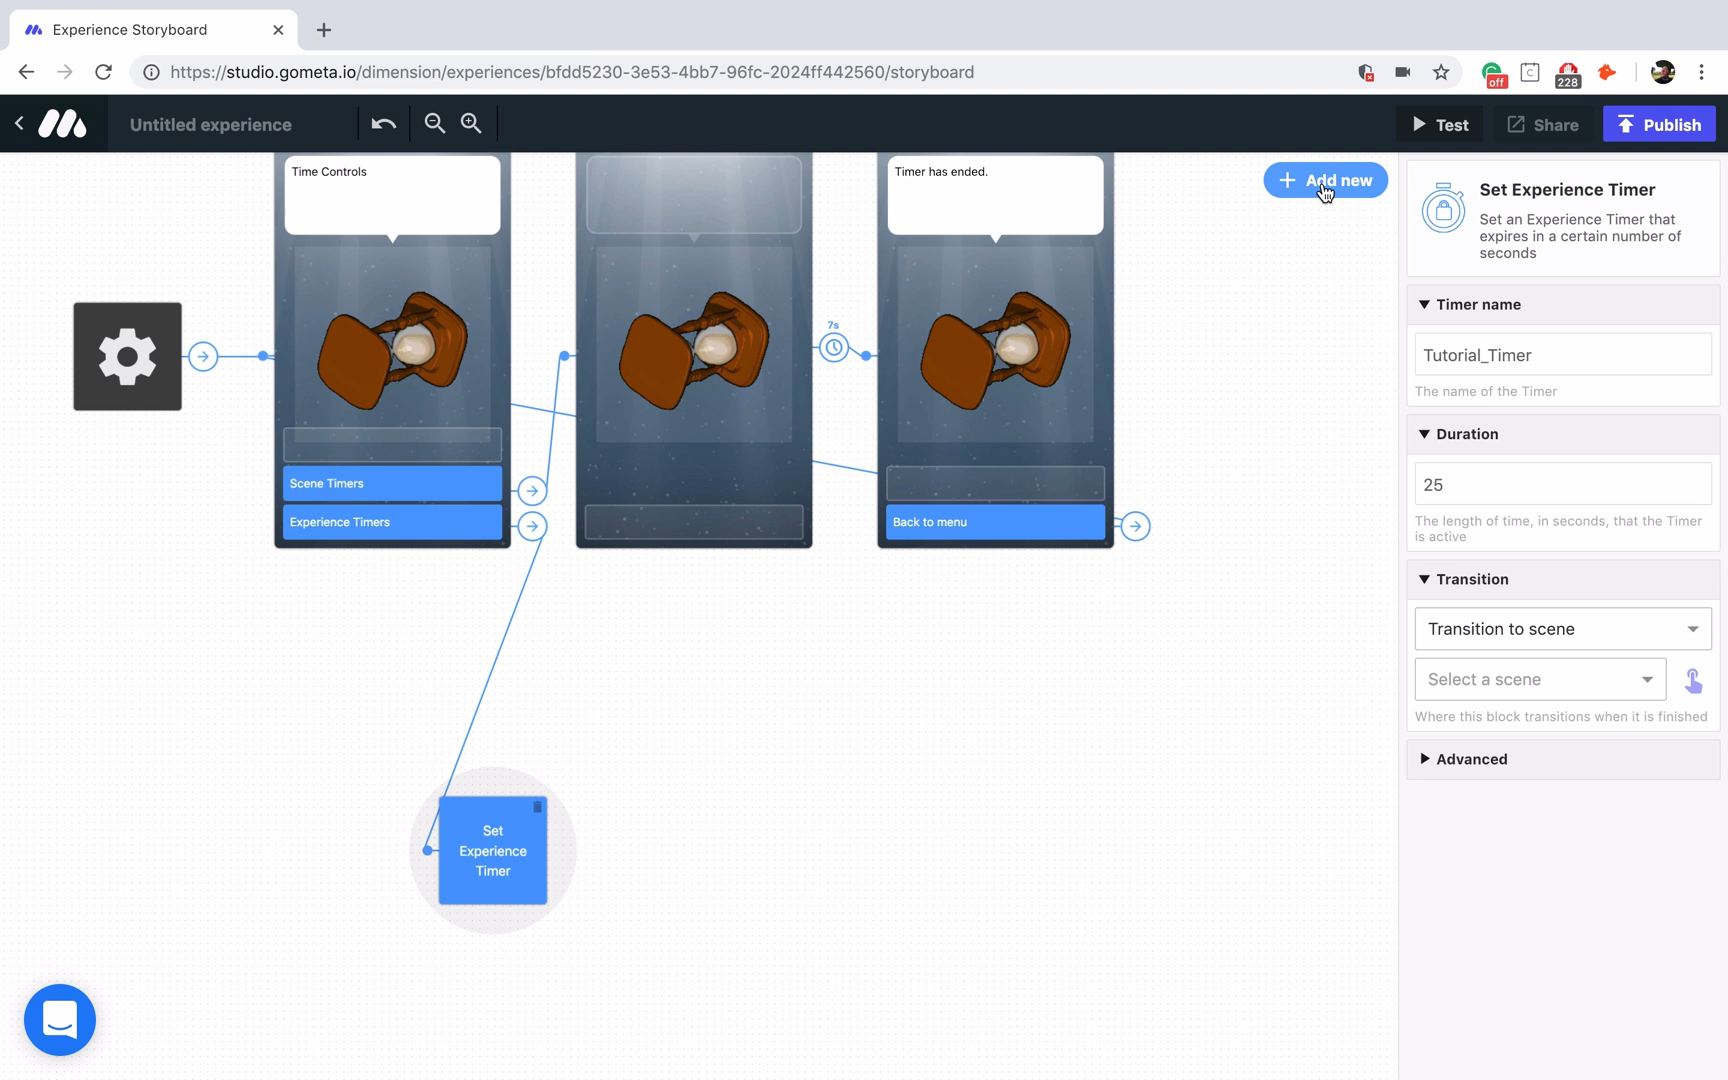 Experience Storyboard
https://studio.gometa.io/dimension/experiences/bfdd5230-3e53-4bb7-96fc-2024ff442560/storyboard
off
C
228
Untitled experience
Test
Share
Publish
Time Controls
Timer has ended.
Add new
7s
Scene Timers
Experience Timers
Back to menu
Set
Experience
Timer
Set Experience Timer
Set an Experience Timer that
expires in a certain number of
seconds
Timer name
Tutorial_Timer
The name of the Timer
Duration
25
The length of time, in seconds, that the Timer
is active
Transition
Transition to scene
Select a scene
Where this block transitions when it is finished
Advanced